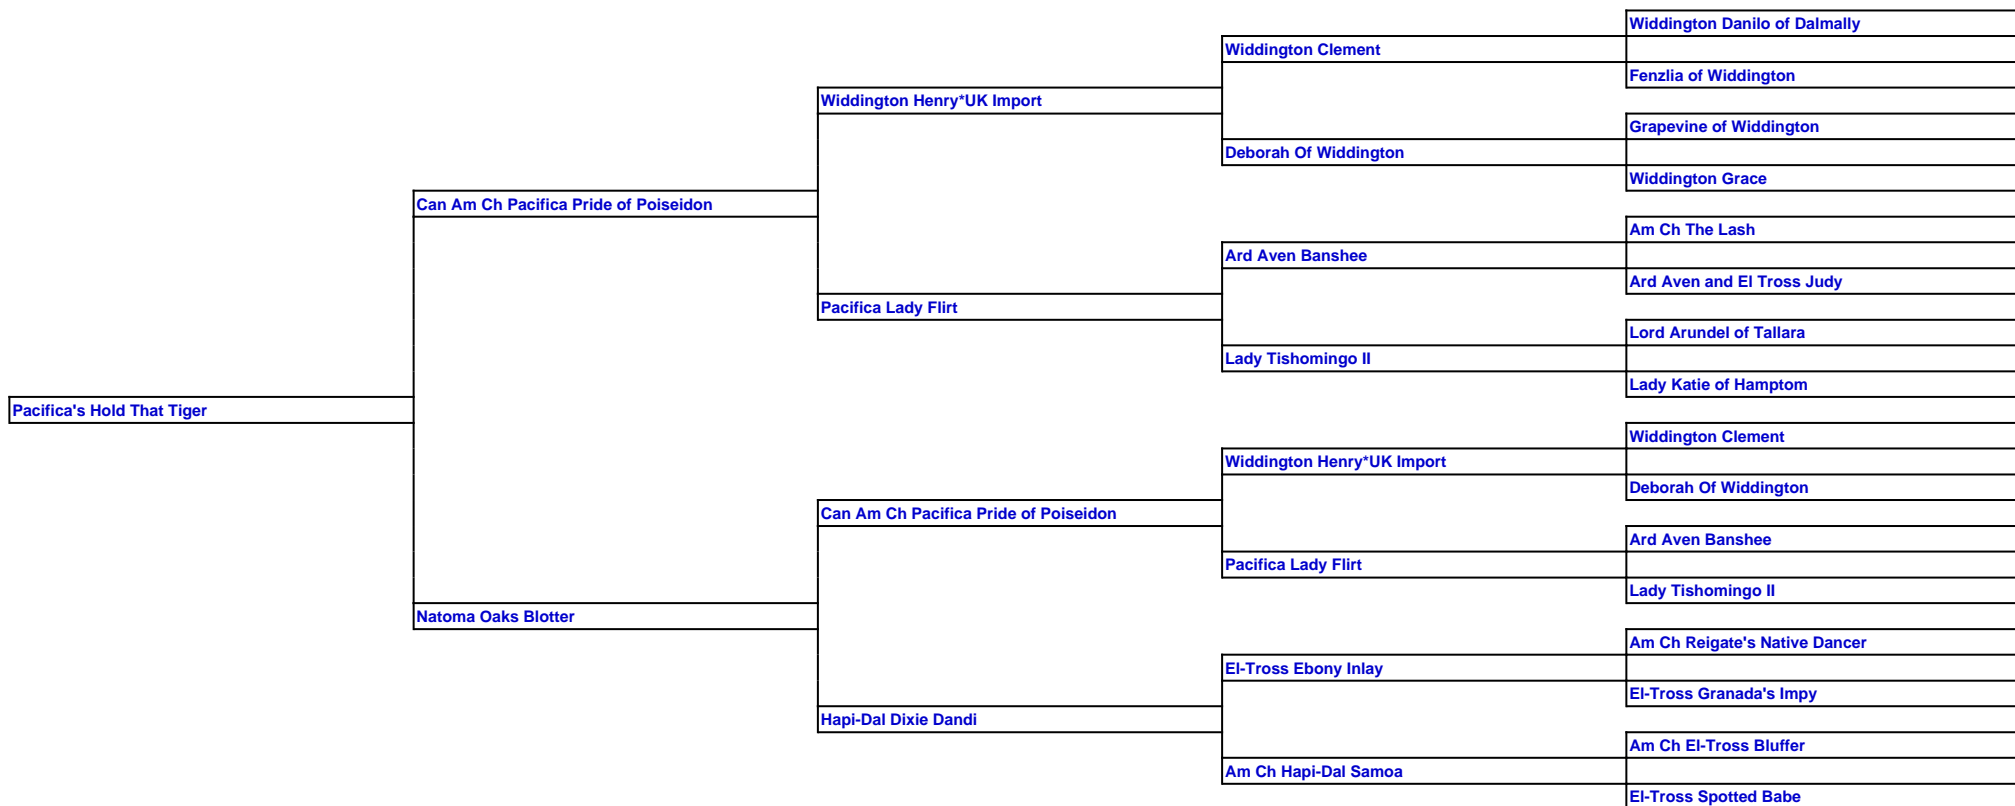 Widdington Danilo of Dalmally
Widdington Clement
Fenzlia of Widdington
Widdington Henry*UK Import
Grapevine of Widdington
Deborah Of Widdington
Widdington Grace
Can Am Ch Pacifica Pride of Poiseidon
Am Ch The Lash
Ard Aven Banshee
Ard Aven and El Tross Judy
Pacifica Lady Flirt
Lord Arundel of Tallara
Lady Tishomingo II
Lady Katie of Hamptom
Pacifica's Hold That Tiger
Widdington Clement
Widdington Henry*UK Import
Deborah Of Widdington
Can Am Ch Pacifica Pride of Poiseidon
Ard Aven Banshee
Pacifica Lady Flirt
Lady Tishomingo II
Natoma Oaks Blotter
Am Ch Reigate's Native Dancer
El-Tross Ebony Inlay
El-Tross Granada's Impy
Hapi-Dal Dixie Dandi
Am Ch El-Tross Bluffer
Am Ch Hapi-Dal Samoa
El-Tross Spotted Babe